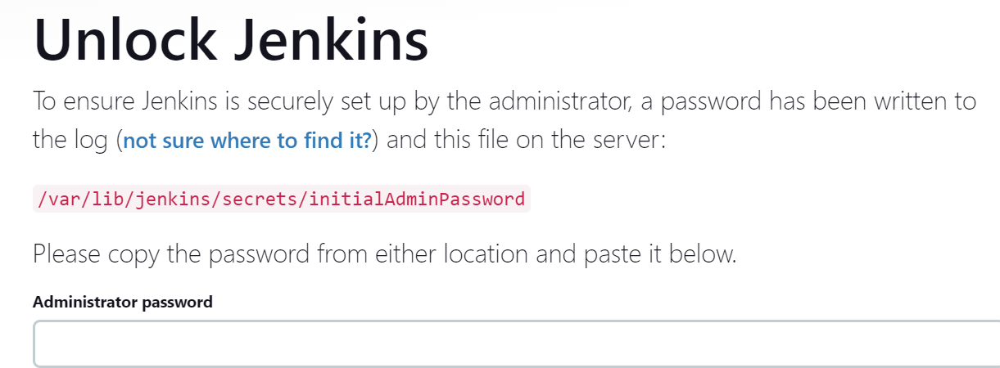 Unlock Jenkins
To ensure Jenkins is securely set up by the administrator, a password has been written to
the log (not sure where to find it?) and this file on the server:
/var/lib/jenkins/secrets/initialAdminPassword
Please copy the password from either location and paste it below.
Administrator password